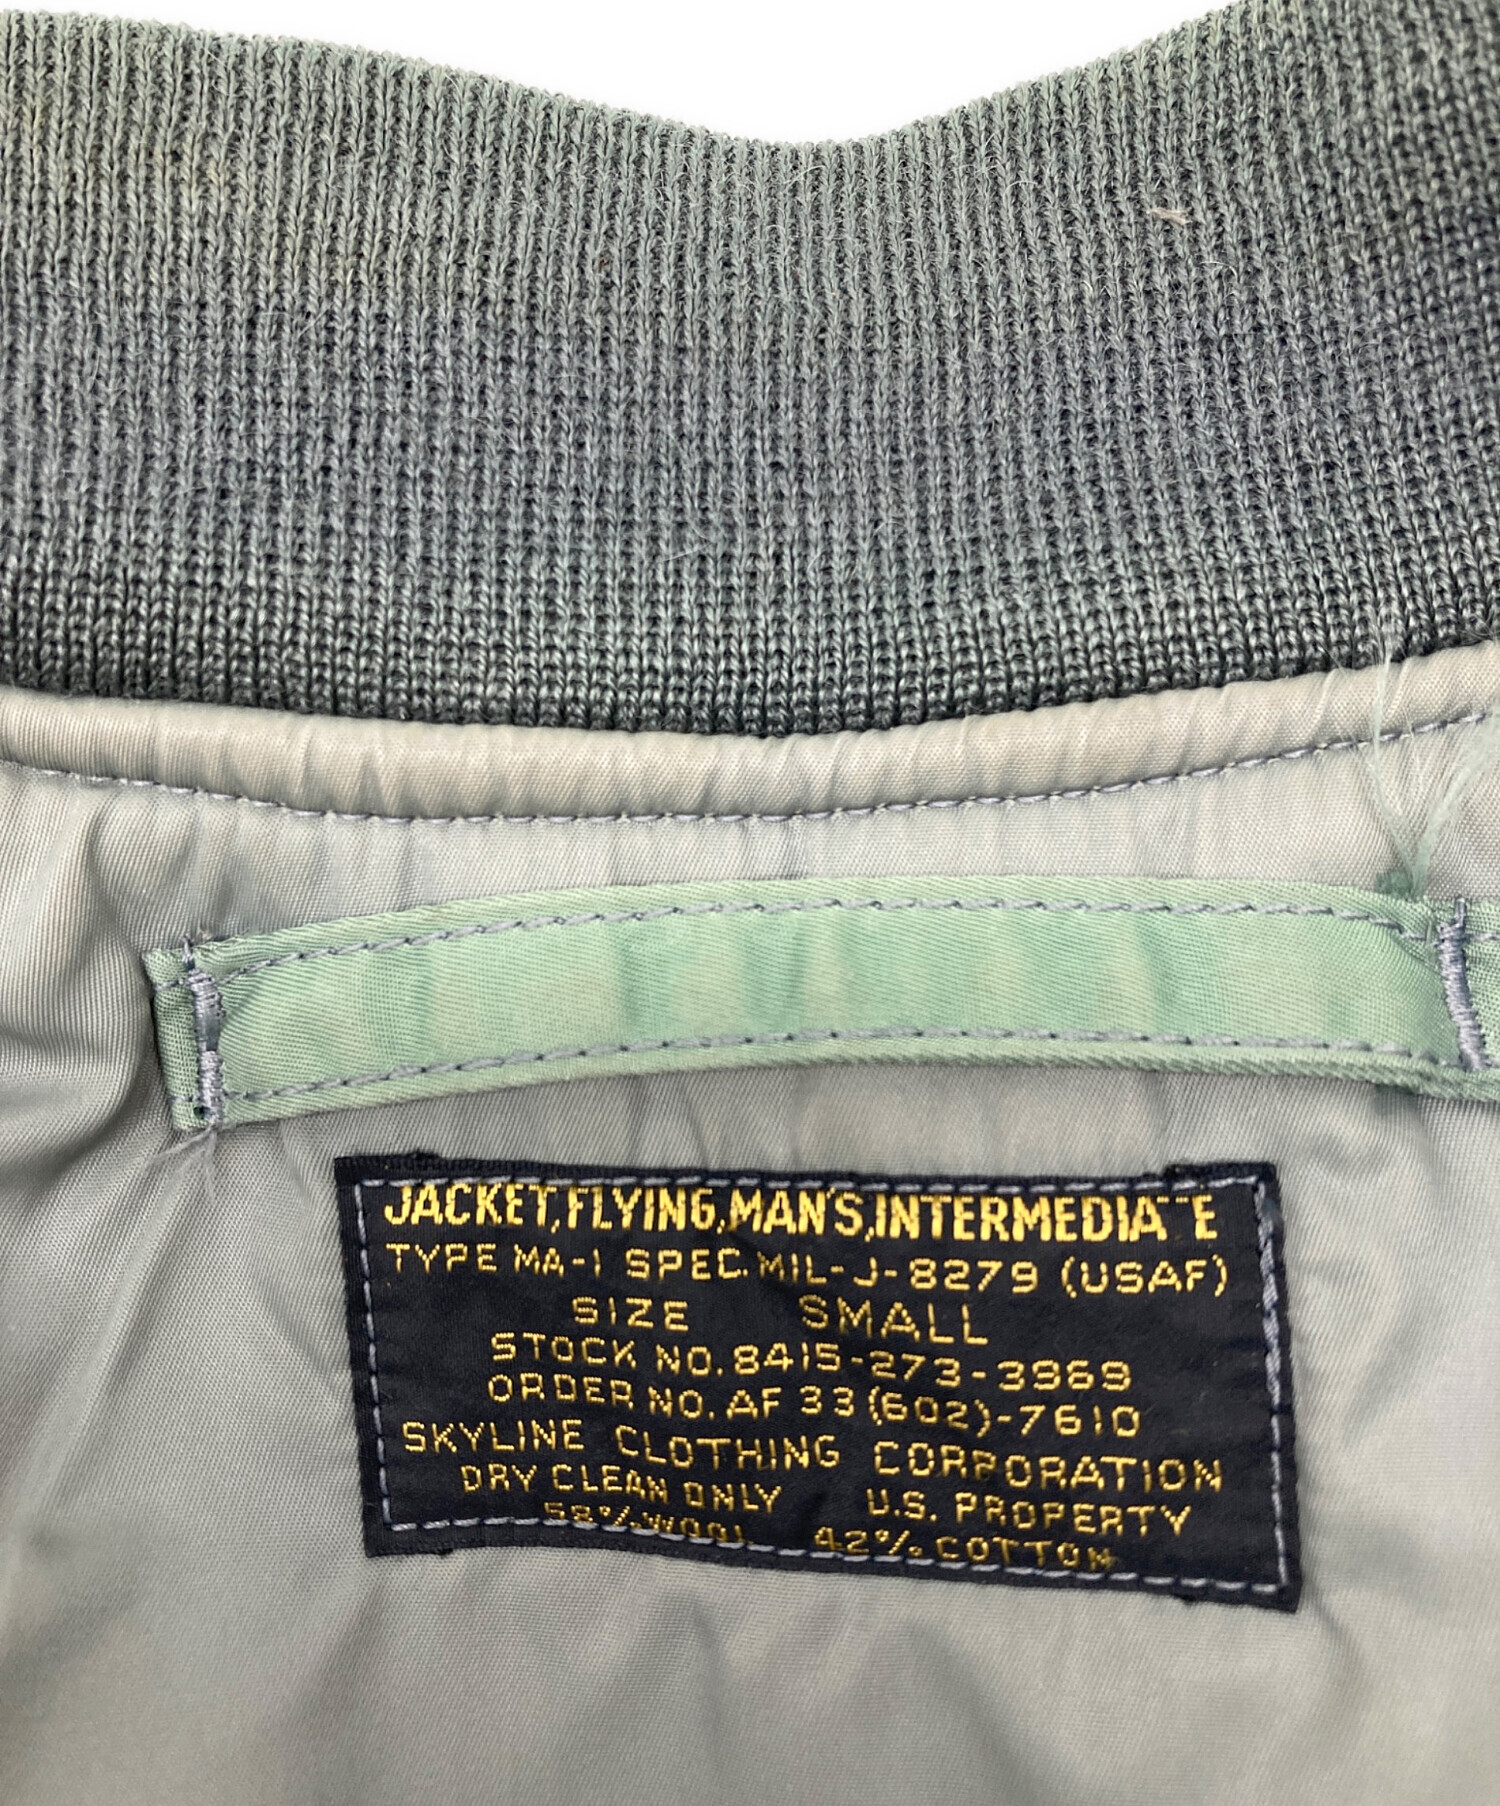 JACKET, FLYING, MAN'S, INTERMEDIATE
TYPE MA-1 SPEC. MIL-J-8279 (USAF)
SIZE SMALL
STOCK NO. 8415-273-3969
ORDER NO. AF 33 (602)-7610
SKYLINE CLOTHING CORPORATION
DRY CLEAN ONLY U.S. PROPERTY
58% WOOL 42% COTTON